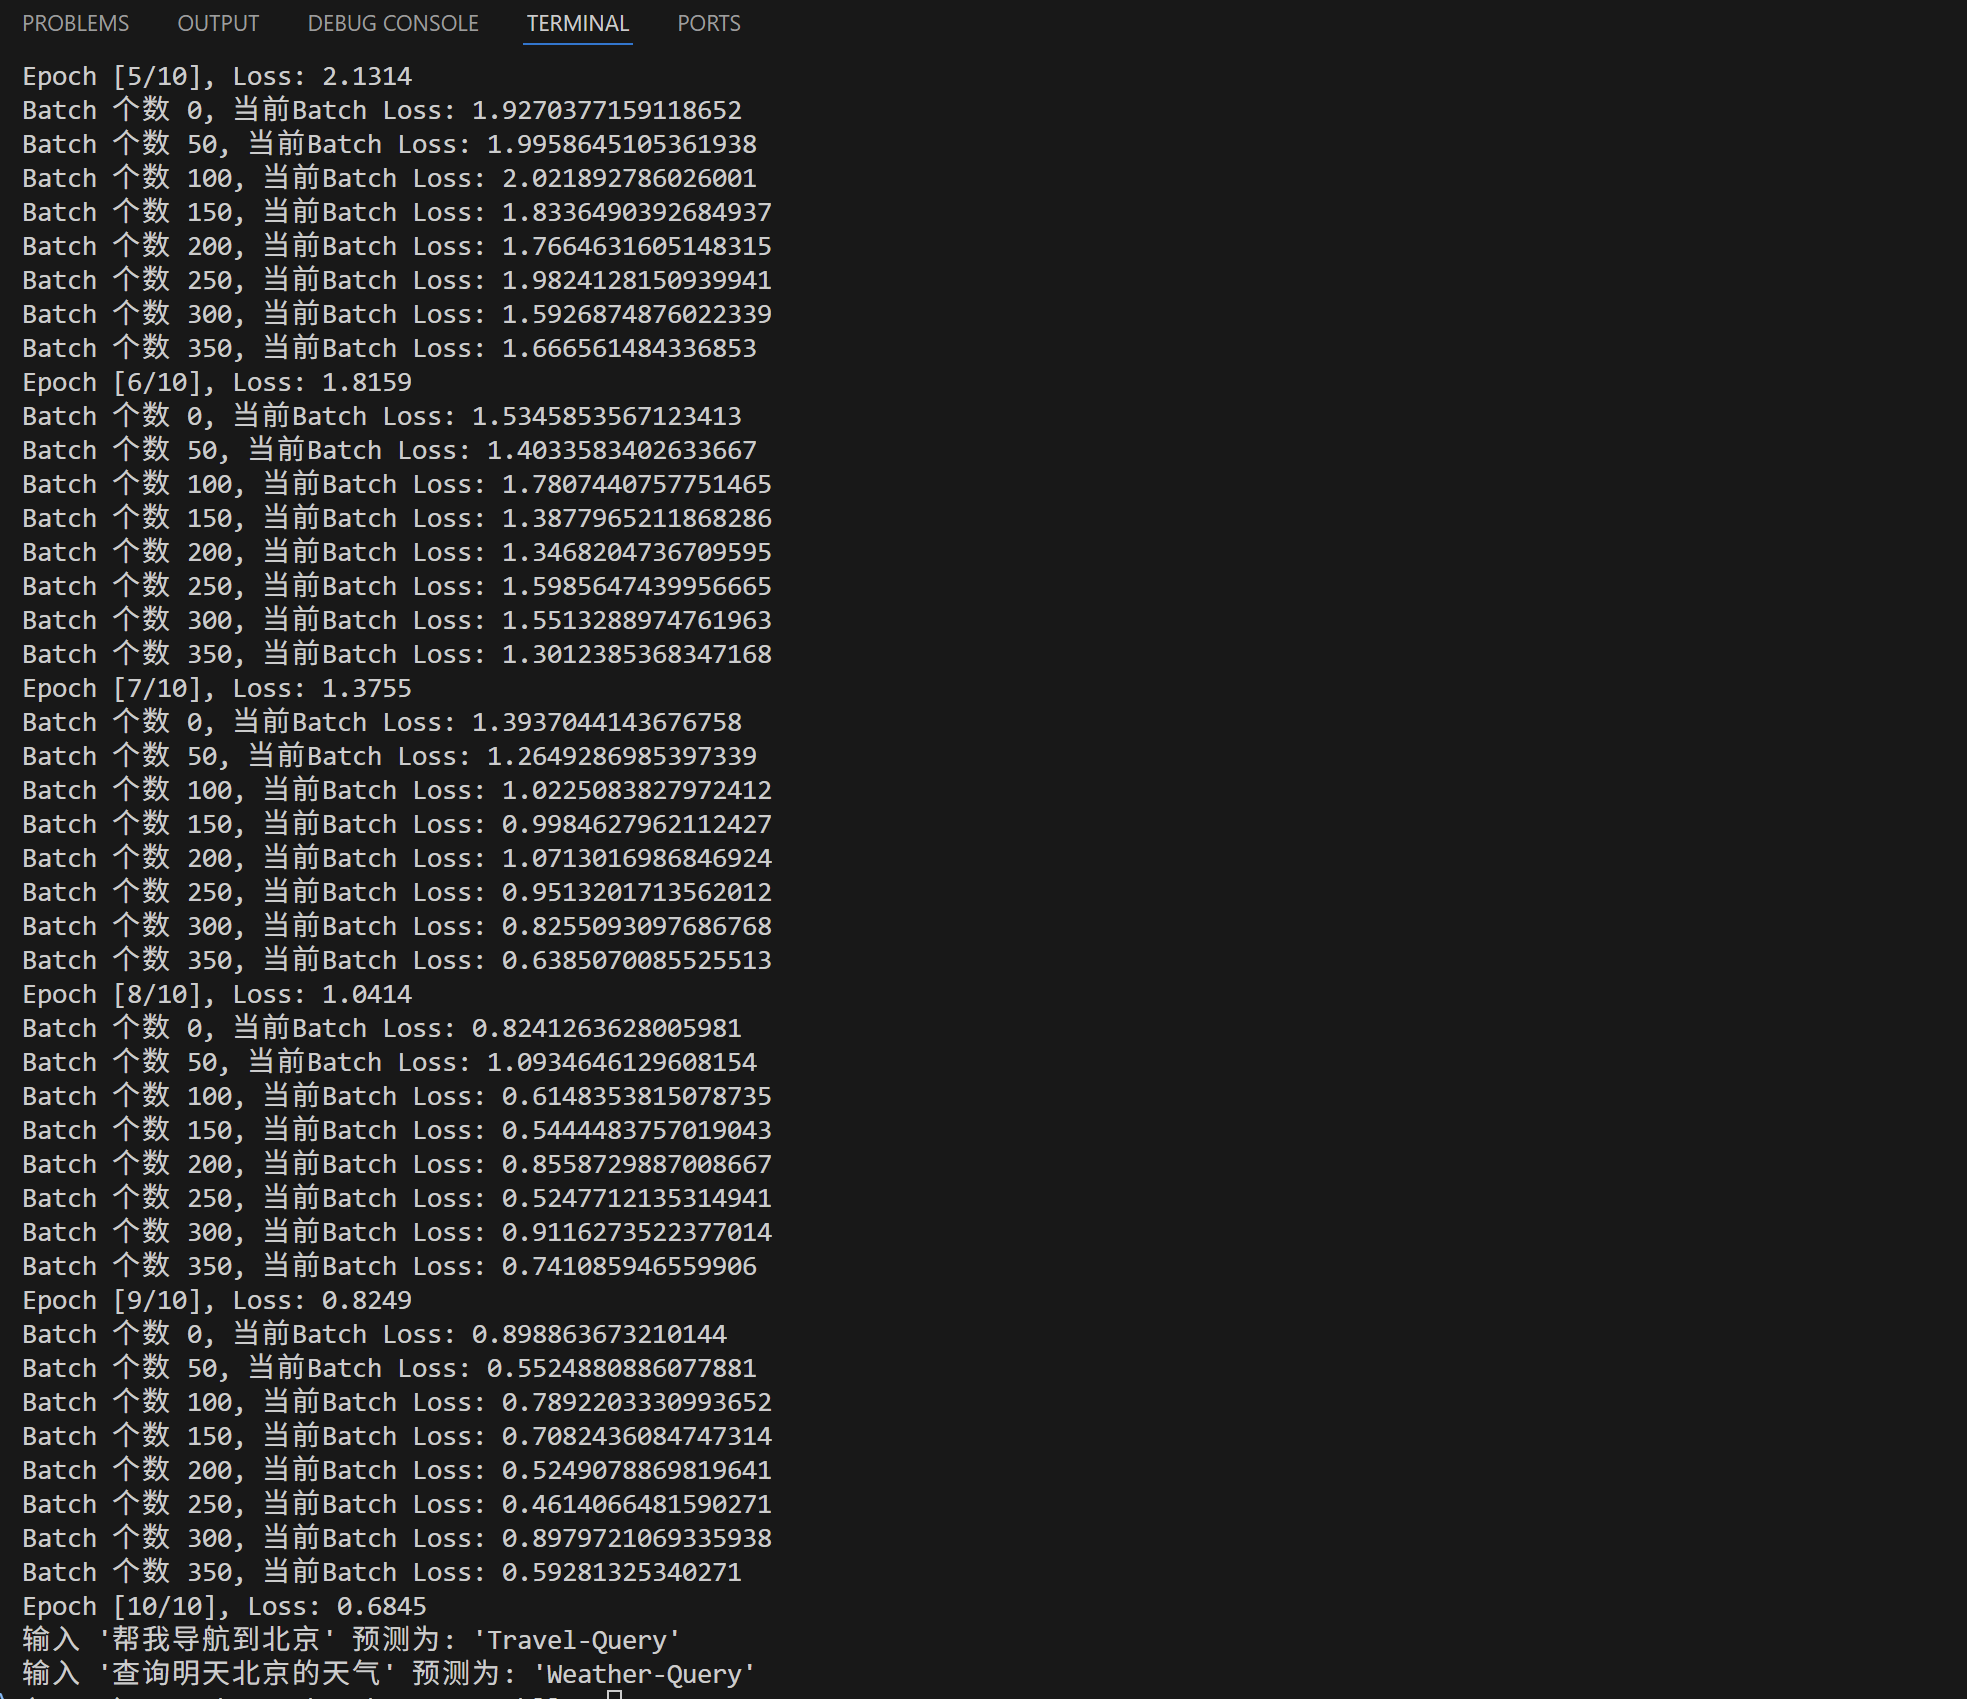 PROBLEMS OUTPUT DEBUG CONSOLE TERMINAL PORTS
Epoch [5/10], Loss: 2.1314
Batch 个数 0, 当前Batch Loss: 1.9270377159118652
Batch 个数 50, 当前Batch Loss: 1.9958645105361938
Batch 个数 100, 当前Batch Loss: 2.021892786026001
Batch 个数 150, 当前Batch Loss: 1.8336490392684937
Batch 个数 200, 当前Batch Loss: 1.7664631605148315
Batch 个数 250, 当前Batch Loss: 1.9824128150939941
Batch 个数 300, 当前Batch Loss: 1.5926874876022339
Batch 个数 350, 当前Batch Loss: 1.666561484336853
Epoch [6/10], Loss: 1.8159
Batch 个数 0, 当前Batch Loss: 1.5345853567123413
Batch 个数 50, 当前Batch Loss: 1.4033583402633667
Batch 个数 100, 当前Batch Loss: 1.7807440757751465
Batch 个数 150, 当前Batch Loss: 1.3877965211868286
Batch 个数 200, 当前Batch Loss: 1.3468204736709595
Batch 个数 250, 当前Batch Loss: 1.5985647439956665
Batch 个数 300, 当前Batch Loss: 1.5513288974761963
Batch 个数 350, 当前Batch Loss: 1.3012385368347168
Epoch [7/10], Loss: 1.3755
Batch 个数 0, 当前Batch Loss: 1.3937044143676758
Batch 个数 50, 当前Batch Loss: 1.2649286985397339
Batch 个数 100, 当前Batch Loss: 1.0225083827972412
Batch 个数 150, 当前Batch Loss: 0.9984627962112427
Batch 个数 200, 当前Batch Loss: 1.0713016986846924
Batch 个数 250, 当前Batch Loss: 0.9513201713562012
Batch 个数 300, 当前Batch Loss: 0.8255093097686768
Batch 个数 350, 当前Batch Loss: 0.6385070085525513
Epoch [8/10], Loss: 1.0414
Batch 个数 0, 当前Batch Loss: 0.8241263628005981
Batch 个数 50, 当前Batch Loss: 1.0934646129608154
Batch 个数 100, 当前Batch Loss: 0.6148353815078735
Batch 个数 150, 当前Batch Loss: 0.5444483757019043
Batch 个数 200, 当前Batch Loss: 0.8558729887008667
Batch 个数 250, 当前Batch Loss: 0.5247712135314941
Batch 个数 300, 当前Batch Loss: 0.9116273522377014
Batch 个数 350, 当前Batch Loss: 0.741085946559906
Epoch [9/10], Loss: 0.8249
Batch 个数 0, 当前Batch Loss: 0.898863673210144
Batch 个数 50, 当前Batch Loss: 0.5524880886077881
Batch 个数 100, 当前Batch Loss: 0.7892203330993652
Batch 个数 150, 当前Batch Loss: 0.7082436084747314
Batch 个数 200, 当前Batch Loss: 0.5249078869819641
Batch 个数 250, 当前Batch Loss: 0.4614066481590271
Batch 个数 300, 当前Batch Loss: 0.8979721069335938
Batch 个数 350, 当前Batch Loss: 0.59281325340271
Epoch [10/10], Loss: 0.6845
输入 '帮我导航到北京' 预测为: 'Travel-Query'
输入 '查询明天北京的天气' 预测为: 'Weather-Query'